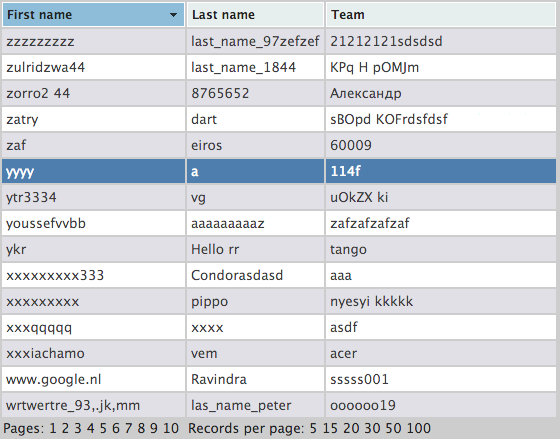 First name Last name Team
zzzzzzzzz last_name_97zefzef 21212121sdsdsd
zulridzwa44 last_name_1844 KPq H pOMJm
zorro2 44 8765652 Александр
zatry dart sBOpd KOFrdsfdsf
zaf eiros 60009
yyyy a 114f
ytr3334 vg uOkZX ki
youssefvvbb aaaaaaaaaz zafzafzafzaf
ykr Hello rr tango
xxxxxxxxx333 Condorasdasd aaa
xxxxxxxxx pippo nyesyi kkkkk
xxxqqqqq xxxx asdf
xxxiachamo vem acer
www.google.nl Ravindra sssss001
wrtwertre_93,.jk,mm las_name_peter oooooo19
Pages: 1 2 3 4 5 6 7 8 9 10 Records per page: 5 15 20 30 50 100